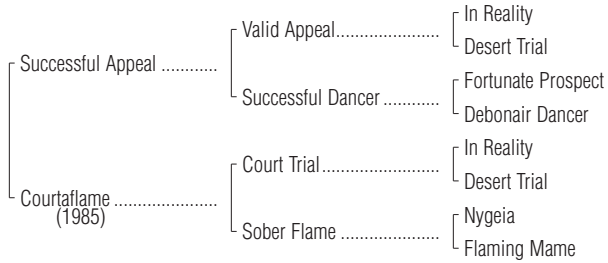 In Reality
Valid Appeal......................
Desert Trial
Successful Appeal ............
Fortunate Prospect
Successful Dancer ............
Debonair Dancer
In Reality
Court Trial.........................
Desert Trial
Courtaflame ......................
(1985)
Nygeia
Sober Flame .....................
Flaming Mame